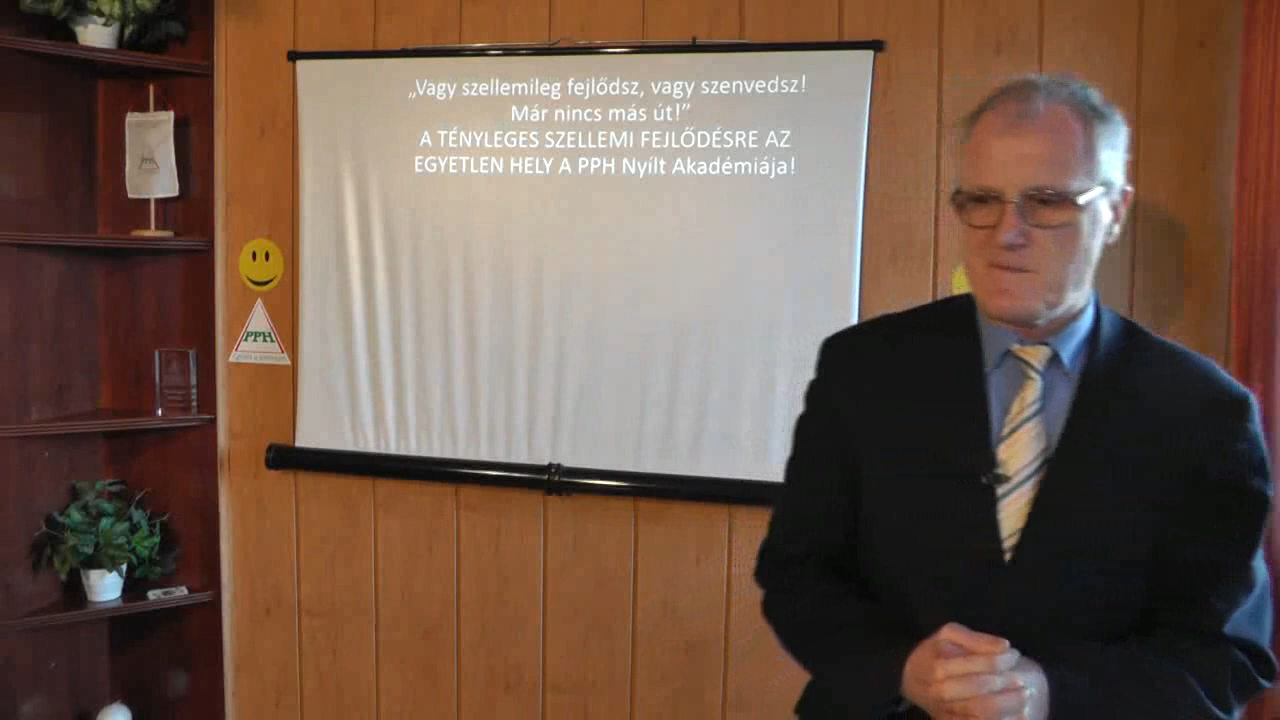 „Vagy szellemileg fejlődsz, vagy szenvedsz!
Már nincs más út!”
A TÉNYLEGES SZELLEMI FEJLŐDÉSRE AZ
EGYETLEN HELY A PPH Nyílt Akadémiája!
PPH
PPH